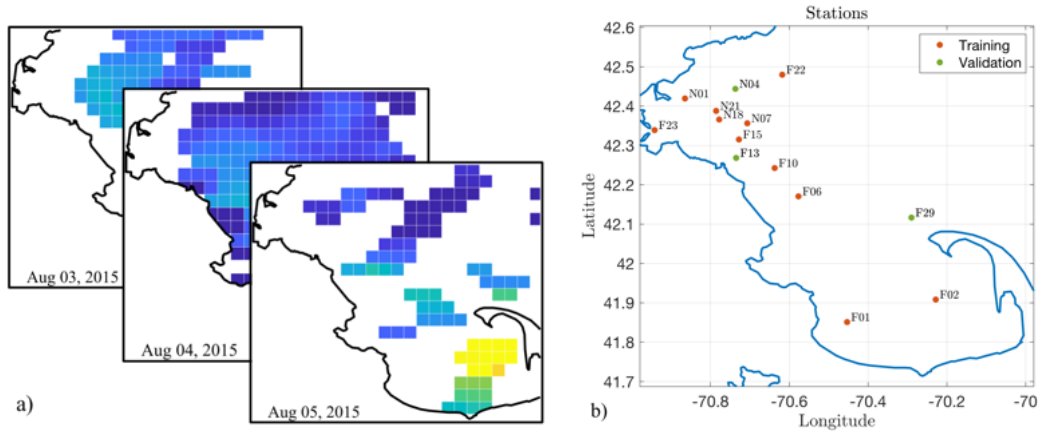 Aug 03, 2015
Aug 04, 2015
Aug 05, 2015
a)
Stations
42.6
42.5
42.4
42.3
42.2
42.1
42
41.9
41.8
41.7
Latitude
Training
Validation
F22
N04
N01
N21
N18
N07
F23
F15
F13
F10
F06
F29
F02
F01
-70.8
-70.6
-70.4
-70.2
-70
Longitude
b)